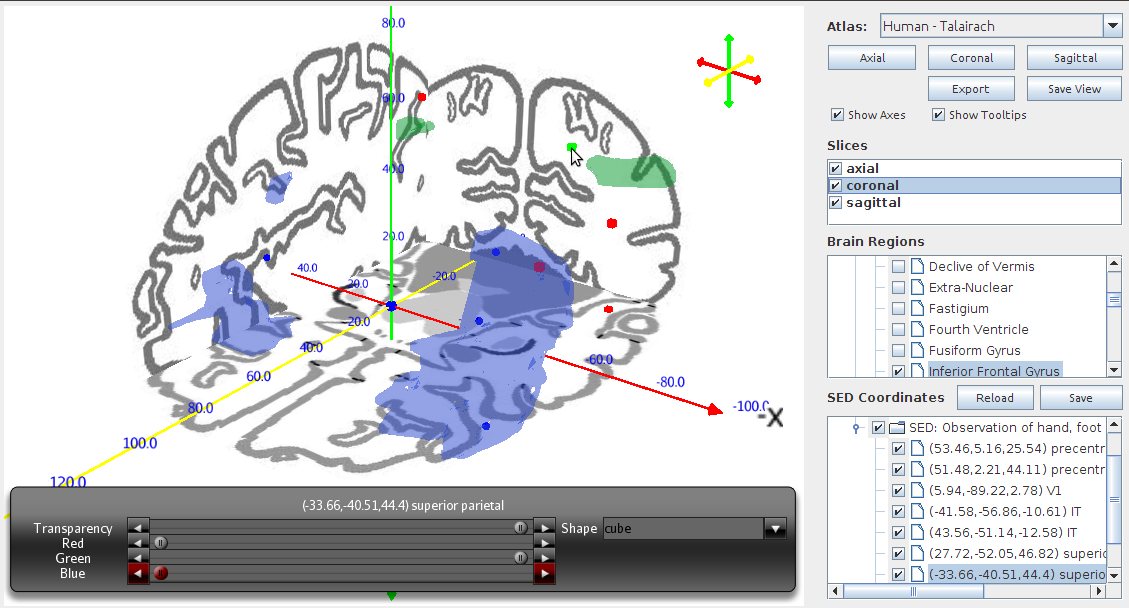 80.0
60.0
40.0
20.0
40.0
20.0
-20.0
-20.0
40.0
60.0
80.0
100.0
120.0
-60.0
-80.0
-100.0
-X
(-33.66,-40.51,44.4) superior parietal
Transparency
Red
Green
Blue
Shape cube
Atlas: Human - Talairach
Axial Coronal Sagittal
Export Save View
Show Axes Show Tooltips
Slices
axial
coronal
sagittal
Brain Regions
Declive of Vermis
Extra-Nuclear
Fastigium
Fourth Ventricle
Fusiform Gyrus
Inferior Frontal Gyrus
SED Coordinates Reload Save
SED: Observation of hand, foot
(53.46,5.16,25.54) precentr
(51.48,2.21,44.11) precentr
(5.94,-89.22,2.78) V1
(-41.58,-56.86,-10.61) IT
(43.56,-51.14,-12.58) IT
(27.72,-52.05,46.82) superio
(-33.66,-40.51,44.4) superio